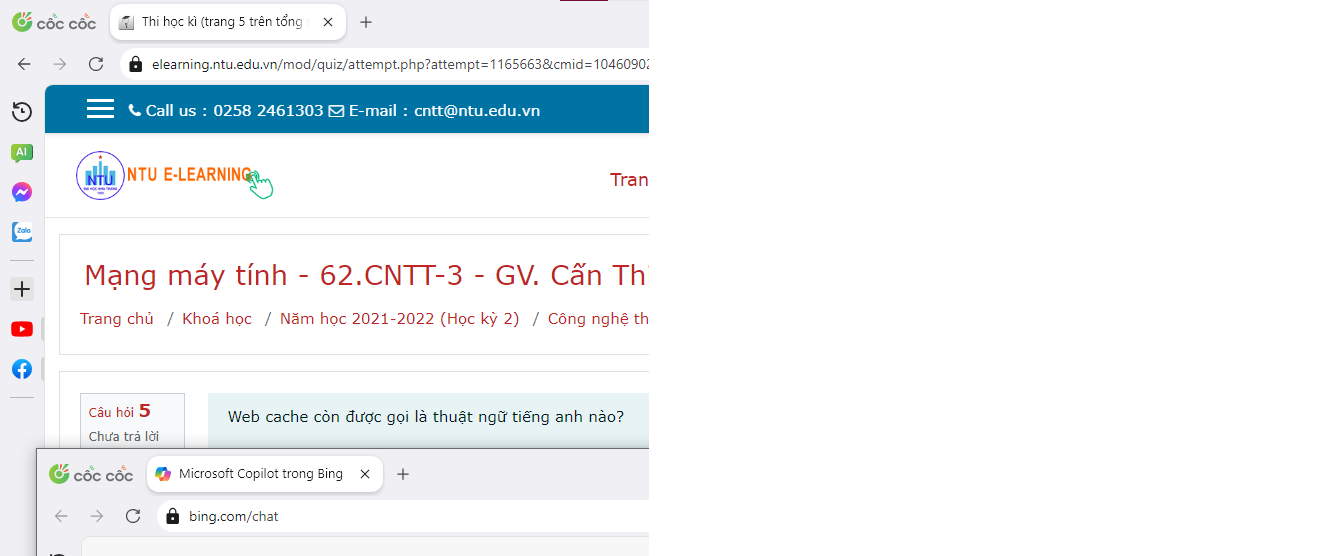 cốc cốc
Thi học kì (trang 5 trên tổng
elearning.ntu.edu.vn/mod/quiz/attempt.php?attempt=1165663&cmid=1046090
Call us : 0258 2461303 E-mail : cntt@ntu.edu.vn
AI
NTU
NTU E-LEARNING
Tran
Zalo
Mạng máy tính - 62.CNTT-3 - GV. Cấn Th
Trang chủ / Khoá học / Năm học 2021-2022 (Học kỳ 2) / Công nghệ th
Câu hỏi 5
Chưa trả lời
Web cache còn được gọi là thuật ngữ tiếng anh nào?
cốc cốc
Microsoft Copilot trong Bing
bing.com/chat